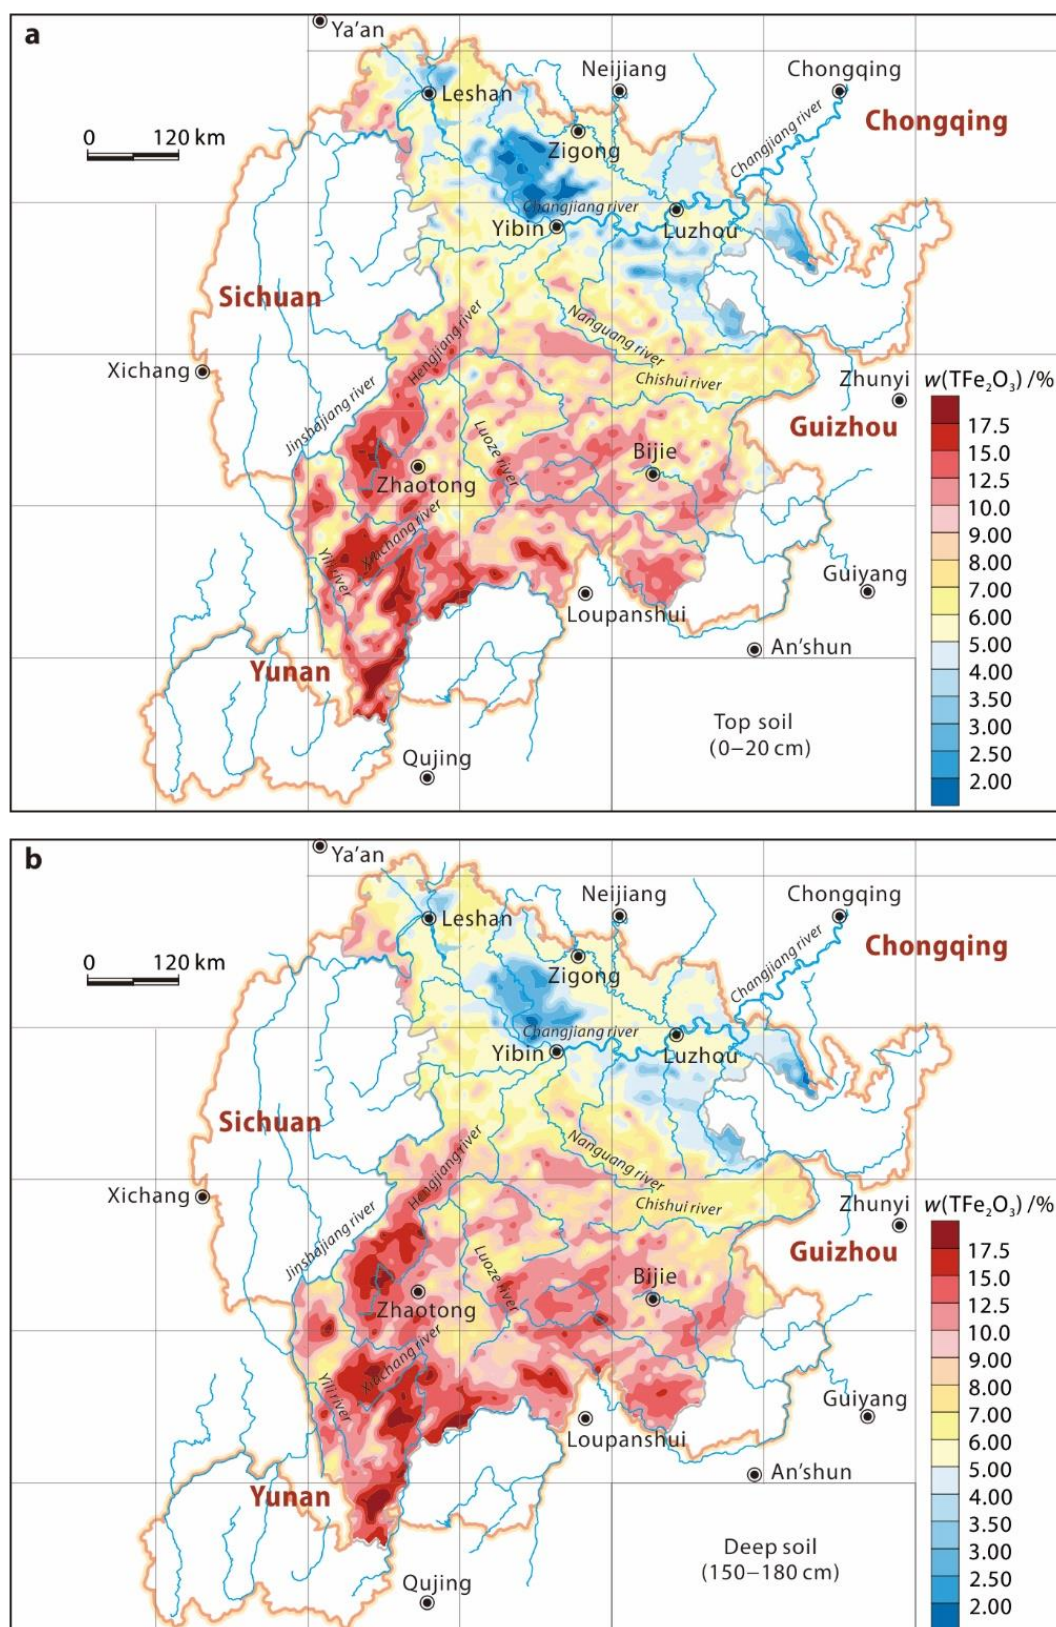 a
Ya'an
Leshan
Neijiang
Chongqing
Chongqing
0 120 km
Zigong
Changjiang river
Changjiang river
Yibin
Luzhou
Sichuan
Hengjiang river
Nanguang river
Xichang
Jinshajiang river
Chishui river
Zhunyi
w(TFe₂O₃) /%
Guizhou
Luoze river
Bijie
Zhaotong
Xiaochang river
Yili river
Guiyang
Loupanshui
An'shun
Yunan
Qujing
Top soil
(0–20 cm)
17.5
15.0
12.5
10.0
9.00
8.00
7.00
6.00
5.00
4.00
3.50
3.00
2.50
2.00
b
Ya'an
Leshan
Neijiang
Chongqing
Chongqing
0 120 km
Zigong
Changjiang river
Changjiang river
Yibin
Luzhou
Sichuan
Hengjiang river
Nanguang river
Xichang
Jinshajiang river
Chishui river
Zhunyi
w(TFe₂O₃) /%
Guizhou
Luoze river
Bijie
Zhaotong
Xiaochang river
Yili river
Guiyang
Loupanshui
An'shun
Yunan
Qujing
Deep soil
(150–180 cm)
17.5
15.0
12.5
10.0
9.00
8.00
7.00
6.00
5.00
4.00
3.50
3.00
2.50
2.00